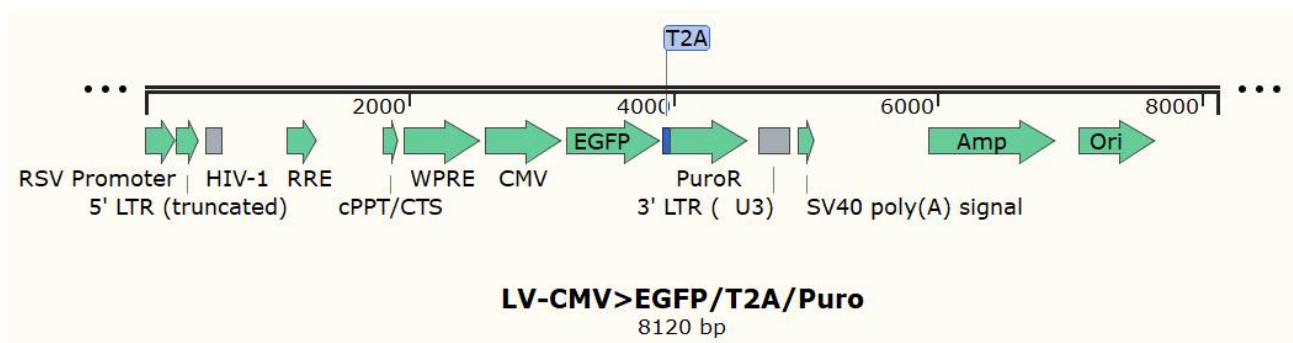 T2A
2000 4000 6000 8000
EGFP Amp Ori
RSV Promoter HIV-1 RRE WPRE CMV PuroR
5' LTR (truncated) cPPT/CTS 3' LTR ( U3) SV40 poly(A) signal
LV-CMV>EGFP/T2A/Puro
8120 bp